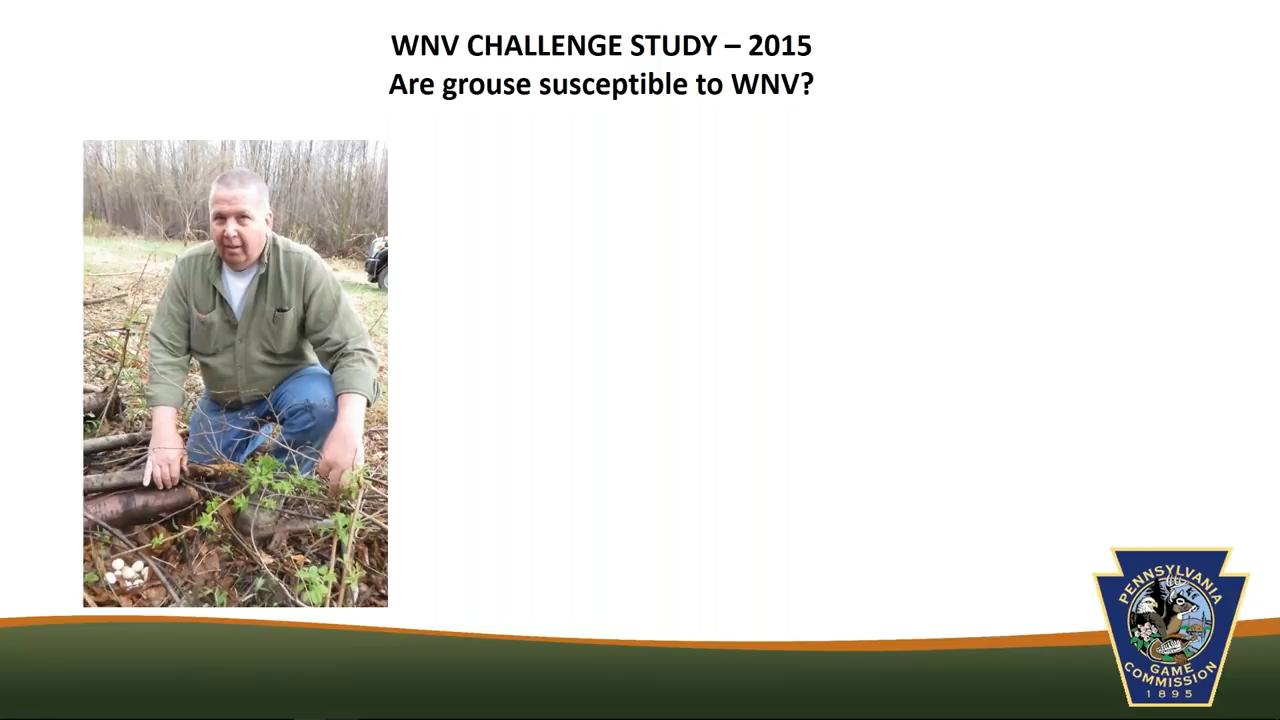 WNV CHALLENGE STUDY – 2015
Are grouse susceptible to WNV?
PENNSYLVANIA
GAME
COMMISSION
1895